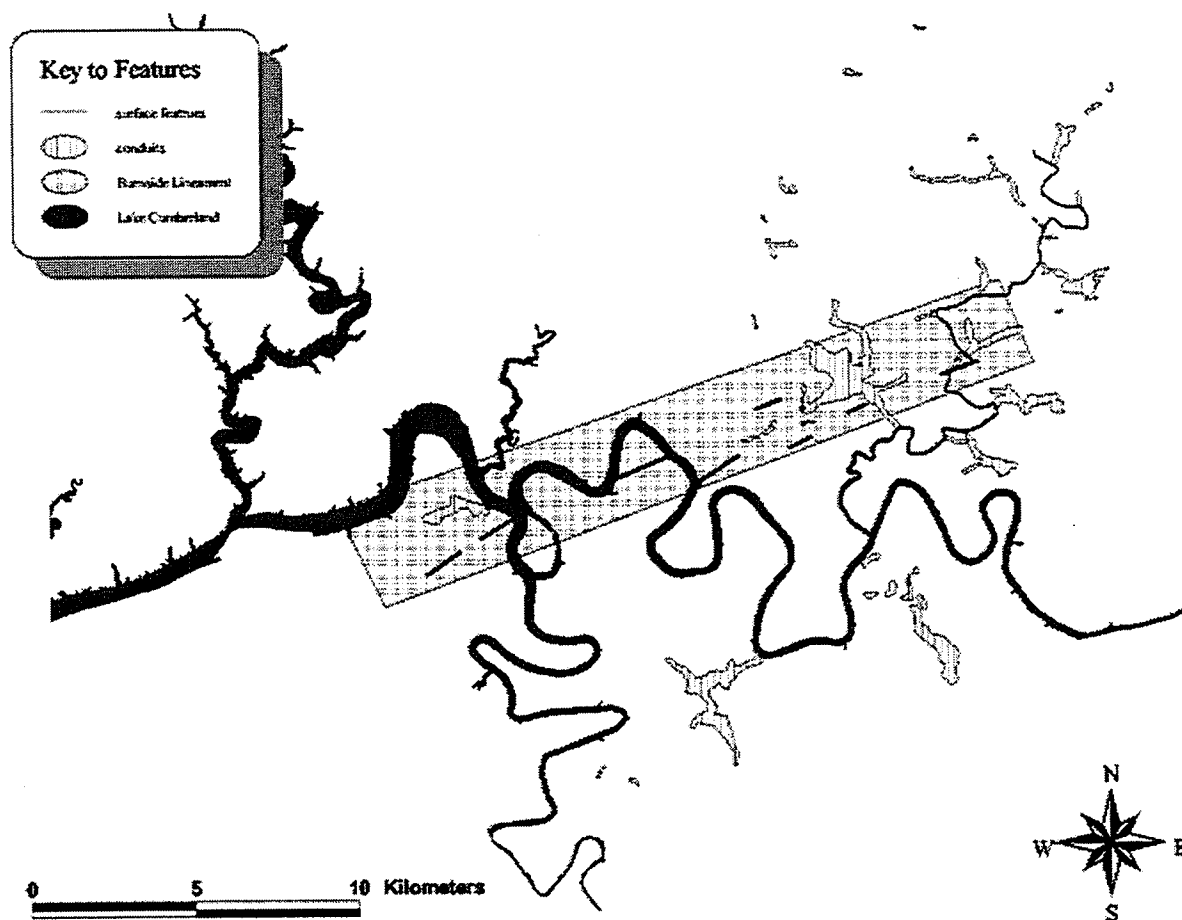 Key to Features
surface features
conduits
Burnside Lineament
Lake Cumberland
N
W E
S
0 5 10 Kilometers